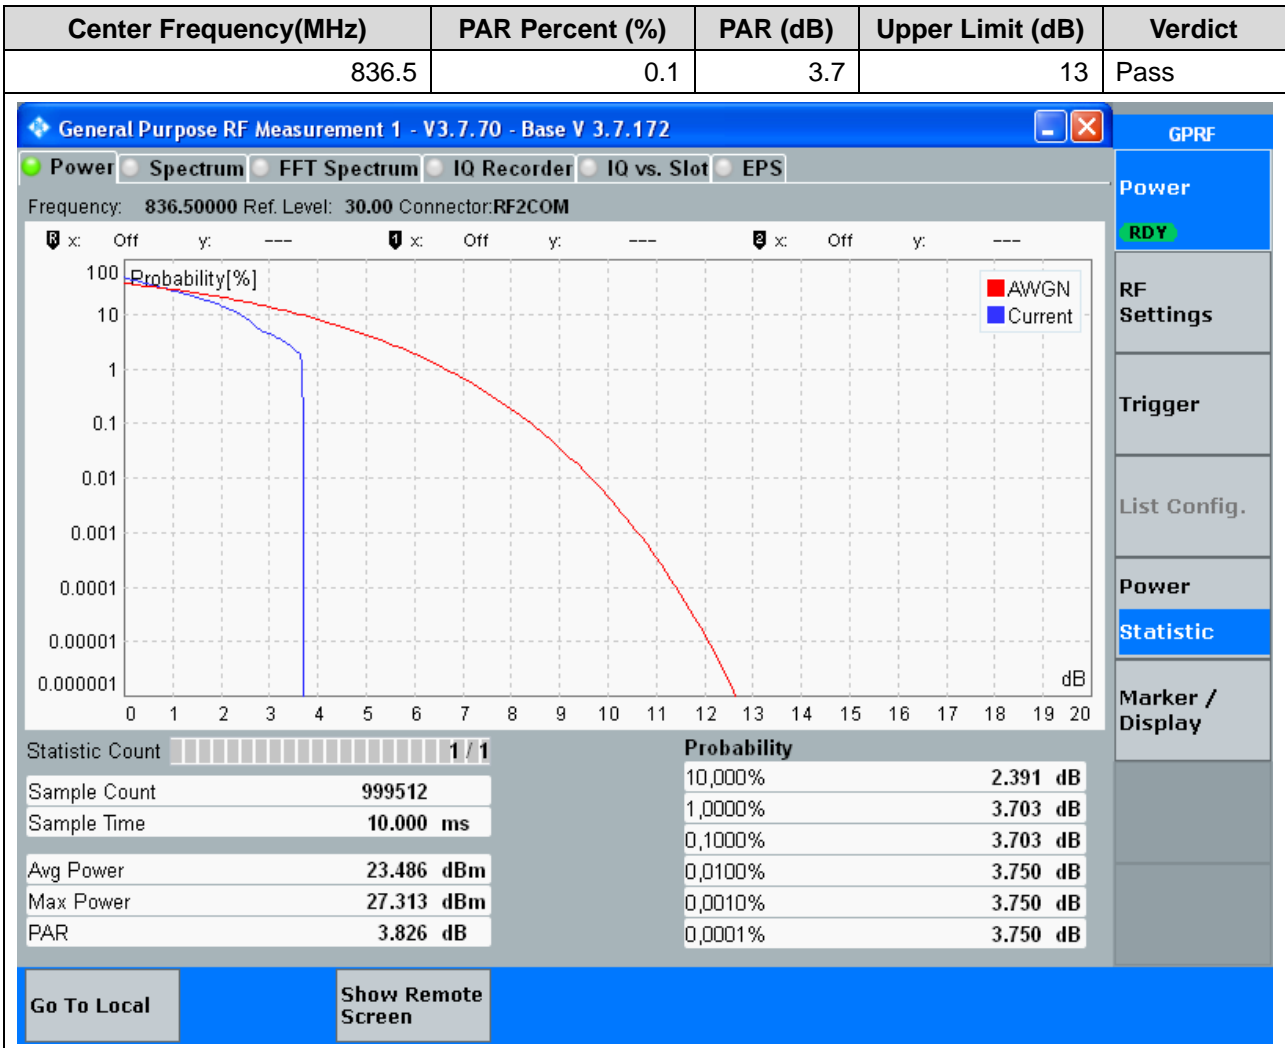 Center Frequency(MHz) PAR Percent (%) PAR (dB) Upper Limit (dB) Verdict
836.5 0.1 3.7 13 Pass
General Purpose RF Measurement 1 - V3.7.70 - Base V 3.7.172
GPRF
Power Spectrum FFT Spectrum IQ Recorder IQ vs. Slot EPS
Power
RDY
Frequency: 836.50000 Ref. Level: 30.00 Connector:RF2COM
R x: Off y: --- 1 x: Off y: --- 2 x: Off y: ---
Probability[%]
AWGN
Current
100
10
1
0.1
0.01
0.001
0.0001
0.00001
0.000001
dB
0 1 2 3 4 5 6 7 8 9 10 11 12 13 14 15 16 17 18 19 20
RF
Settings
Trigger
List Config.
Power
Statistic
Marker /
Display
Statistic Count 1 / 1
Sample Count 999512
Sample Time 10.000 ms
Avg Power 23.486 dBm
Max Power 27.313 dBm
PAR 3.826 dB
Probability
10,000% 2.391 dB
1,0000% 3.703 dB
0,1000% 3.703 dB
0,0100% 3.750 dB
0,0010% 3.750 dB
0,0001% 3.750 dB
Go To Local
Show Remote
Screen